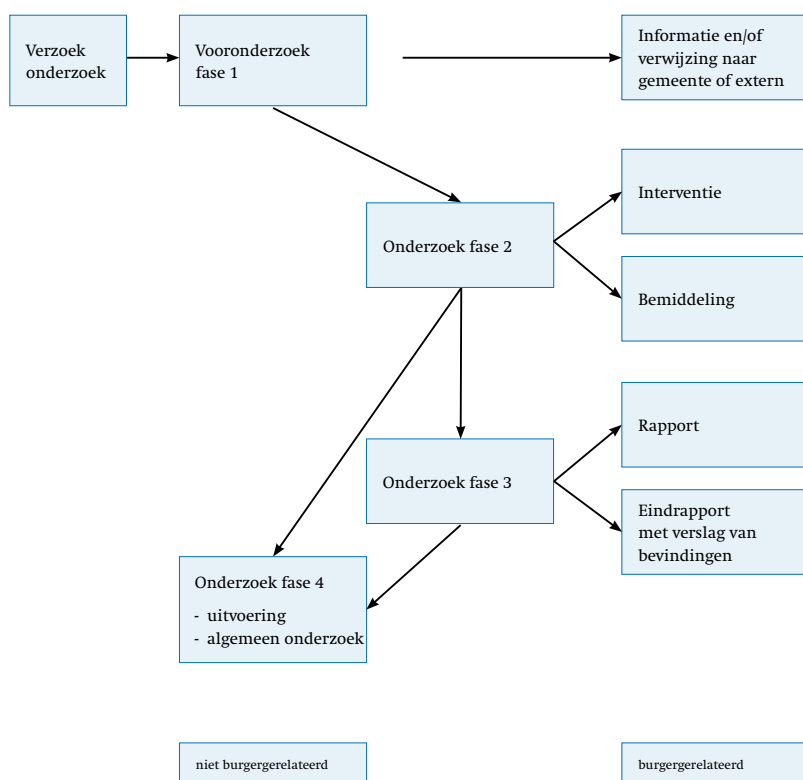 Verzoek
onderzoek
Vooronderzoek
fase 1
Informatie en/of
verwijzing naar
gemeente of extern
Interventie
Onderzoek fase 2
Bemiddeling
Rapport
Onderzoek fase 3
Eindrapport
met verslag van
bevindingen
Onderzoek fase 4
- uitvoering
- algemeen onderzoek
niet burgergerelateerd
burgergerelateerd